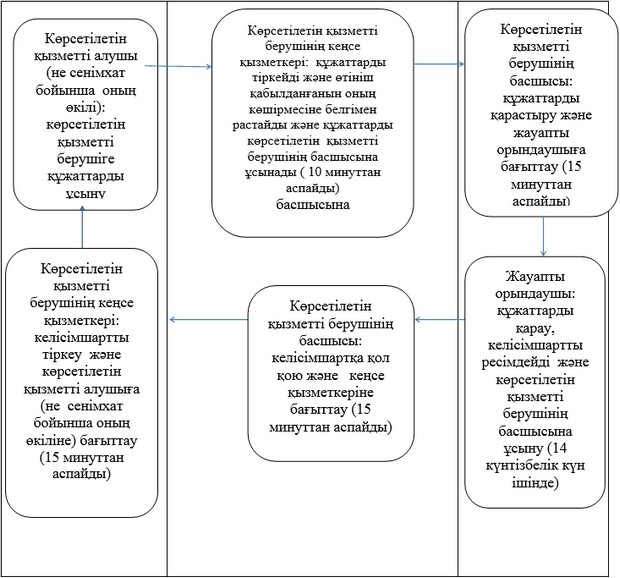 Көрсетілетін
қызметті алушы
(не сенімхат
бойынша оның
өкілі):
көрсетілетін
қызметті
берушіге
құжаттарды
ұсыну
Көрсетілетін қызметті
берушінің кеңсе
қызметкері: құжаттарды
тіркейді және өтініш
қабылданғанын оның
көшірмесіне белгімен
растайды және құжаттарды
көрсетілетін қызметті
берушінің басшысына
ұсынады ( 10 минуттан
аспайды)
басшысына
Көрсетілетін
қызметті
берушінің
басшысы:
құжаттарды
қарастыру және
жауапты
орындаушыға
бағыттау (15
минуттан
аспайды)
Жауапты
орындаушы:
құжаттарды
қарау,
келісімшартты
ресімдейді және
көрсетілетін
қызметті
берушінің
басшысына
ұсыну (14
күнтізбелік күн
ішінде)
Көрсетілетін
қызметті берушінің
басшысы:
келісімшартқа қол
қою және кеңсе
қызметкеріне
бағыттау (15
минуттан аспайды)
Көрсетілетін
қызметті
берушінің кеңсе
қызметкері:
келісімшартты
тіркеу және
көрсетілетін
қызметті алушыға
(не сенімхат
бойынша оның
өкіліне) бағыттау
(15 минуттан
аспайды)